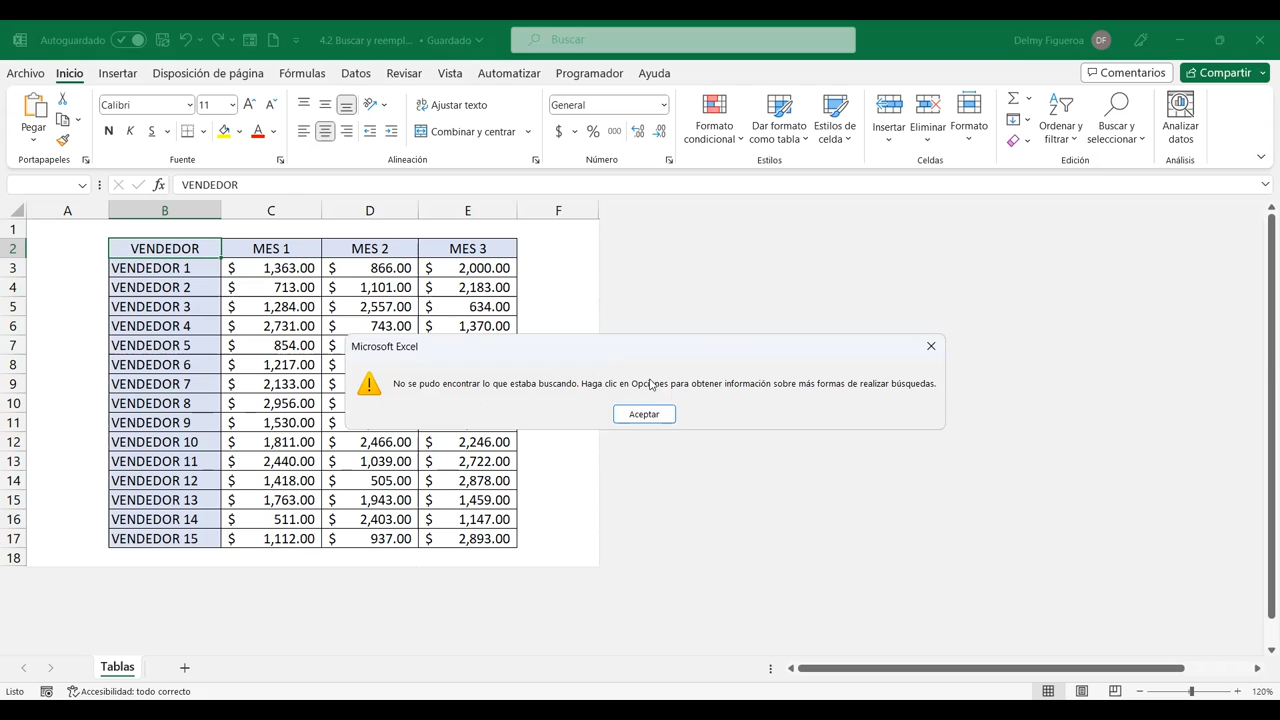 Autoguardado 4.2 Buscar y reempl... • Guardado Buscar Delmy Figueroa DF
Archivo Inicio Insertar Disposición de página Fórmulas Datos Revisar Vista Automatizar Programador Ayuda Comentarios Compartir
Pegar Calibri 11 Ajustar texto General Formato condicional Dar formato como tabla Estilos de celda Insertar Eliminar Formato Ordenar y filtrar Buscar y seleccionar Analizar datos
N K S Combinar y centrar $ % 000
Portapapeles Fuente Alineación Número Estilos Celdas Edición Análisis
fx VENDEDOR
A B C D E F
1
2 VENDEDOR MES 1 MES 2 MES 3
3 VENDEDOR 1 $ 1,363.00 $ 866.00 $ 2,000.00
4 VENDEDOR 2 $ 713.00 $ 1,101.00 $ 2,183.00
5 VENDEDOR 3 $ 1,284.00 $ 2,557.00 $ 634.00
6 VENDEDOR 4 $ 2,731.00 $ 743.00 $ 1,370.00
7 VENDEDOR 5 $ 854.00 $
8 VENDEDOR 6 $ 1,217.00 $
9 VENDEDOR 7 $ 2,133.00 $
10 VENDEDOR 8 $ 2,956.00 $
11 VENDEDOR 9 $ 1,530.00 $
12 VENDEDOR 10 $ 1,811.00 $ 2,466.00 $ 2,246.00
13 VENDEDOR 11 $ 2,440.00 $ 1,039.00 $ 2,722.00
14 VENDEDOR 12 $ 1,418.00 $ 505.00 $ 2,878.00
15 VENDEDOR 13 $ 1,763.00 $ 1,943.00 $ 1,459.00
16 VENDEDOR 14 $ 511.00 $ 2,403.00 $ 1,147.00
17 VENDEDOR 15 $ 1,112.00 $ 937.00 $ 2,893.00
18
Microsoft Excel
No se pudo encontrar lo que estaba buscando. Haga clic en Opciones para obtener información sobre más formas de realizar búsquedas.
Aceptar
Tablas
Listo Accesibilidad: todo correcto 120%